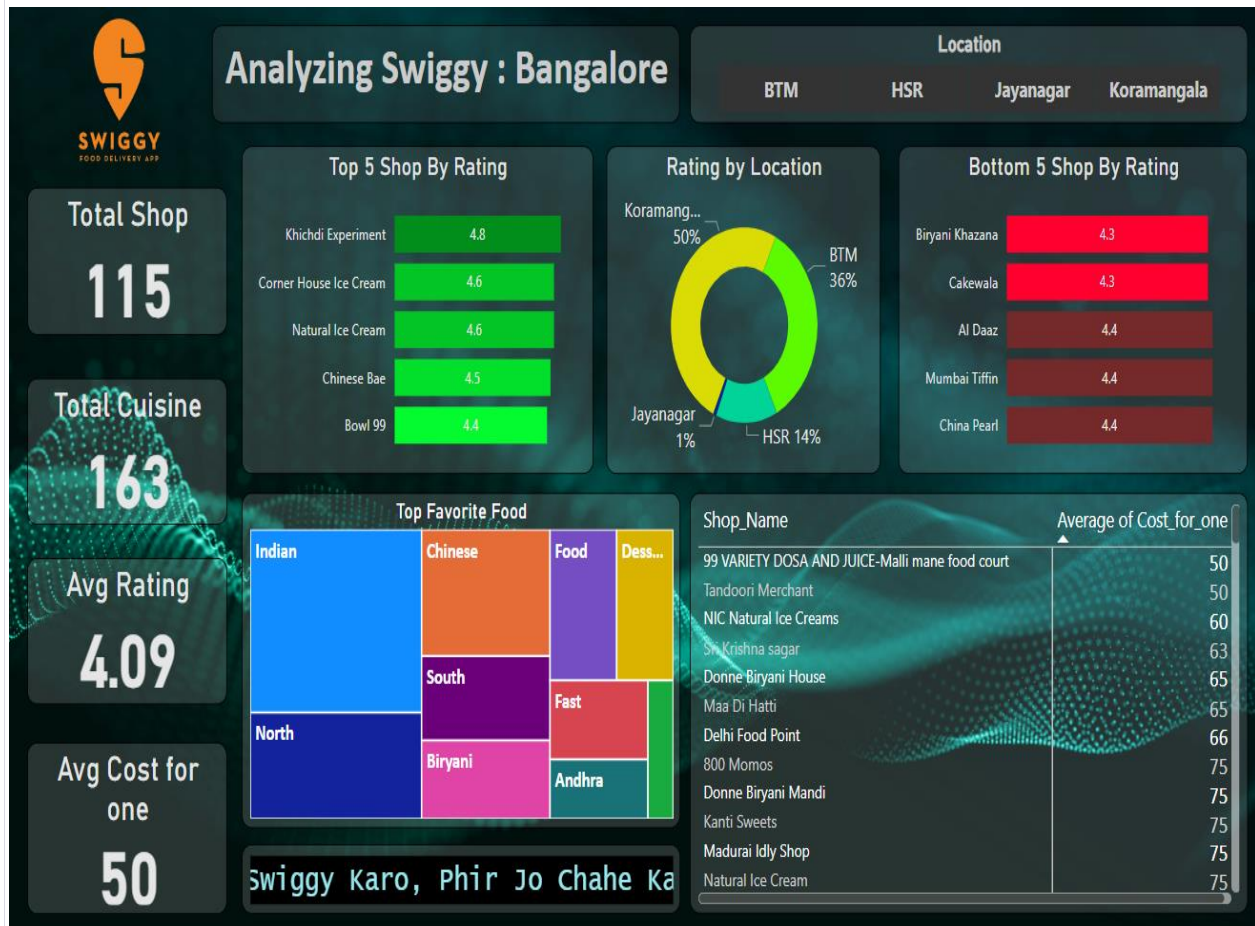 SWIGGY
FOOD DELIVERY APP
Analyzing Swiggy : Bangalore
Location
BTM
HSR
Jayanagar
Koramangala
Total Shop
115
Total Cuisine
163
Avg Rating
4.09
Avg Cost for
one
50
Top 5 Shop By Rating
Khichdi Experiment 4.8
Corner House Ice Cream 4.6
Natural Ice Cream 4.6
Chinese Bae 4.5
Bowl 99 4.4
Rating by Location
Koramang...
50%
BTM
36%
Jayanagar
1%
HSR 14%
Bottom 5 Shop By Rating
Biryani Khazana 4.3
Cakewala 4.3
Al Daaz 4.4
Mumbai Tiffin 4.4
China Pearl 4.4
Top Favorite Food
Indian
Chinese
Food
Dess...
North
South
Biryani
Fast
Andhra
Swiggy Karo, Phir Jo Chahe Ka
Shop_Name Average of Cost_for_one
99 VARIETY DOSA AND JUICE-Malli mane food court 50
Tandoori Merchant 50
NIC Natural Ice Creams 60
Sri Krishna sagar 63
Donne Biryani House 65
Maa Di Hatti 65
Delhi Food Point 66
800 Momos 75
Donne Biryani Mandi 75
Kanti Sweets 75
Madurai Idly Shop 75
Natural Ice Cream 75